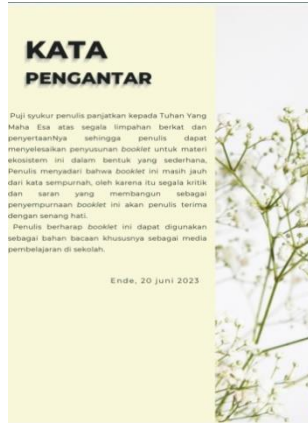 KATA
PENGANTAR
Puji syukur penulis panjatkan kepada Tuhan Yang
Maha Esa atas segala limpahan berkat dan
penyertaanNya sehingga penulis dapat
menyelesaikan penyusunan booklet untuk materi
ekosistem ini dalam bentuk yang sederhana,
Penulis menyadari bahwa booklet ini masih jauh
dari kata sempurnah, oleh karena itu segala kritik
dan saran yang membangun sebagai
penyempurnaan booklet ini akan penulis terima
dengan senang hati.
Penulis berharap booklet ini dapat digunakan
sebagai bahan bacaan khususnya sebagai media
pembelajaran di sekolah.
Ende, 20 juni 2023